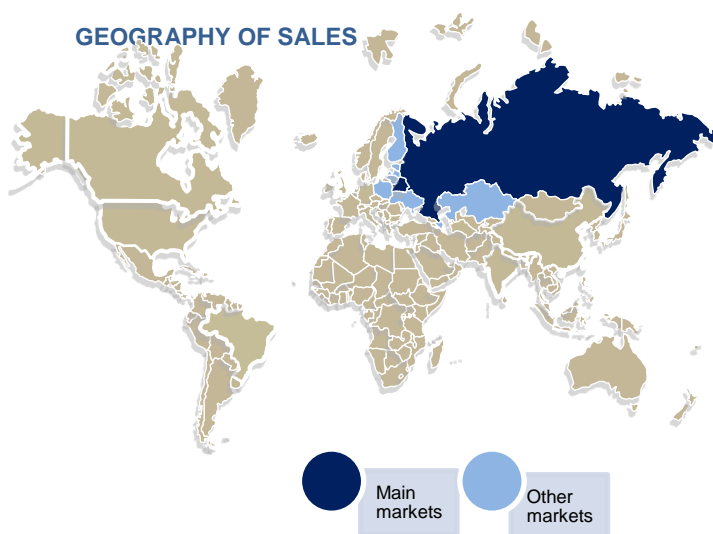 GEOGRAPHY OF SALES
Main
markets
Other
markets